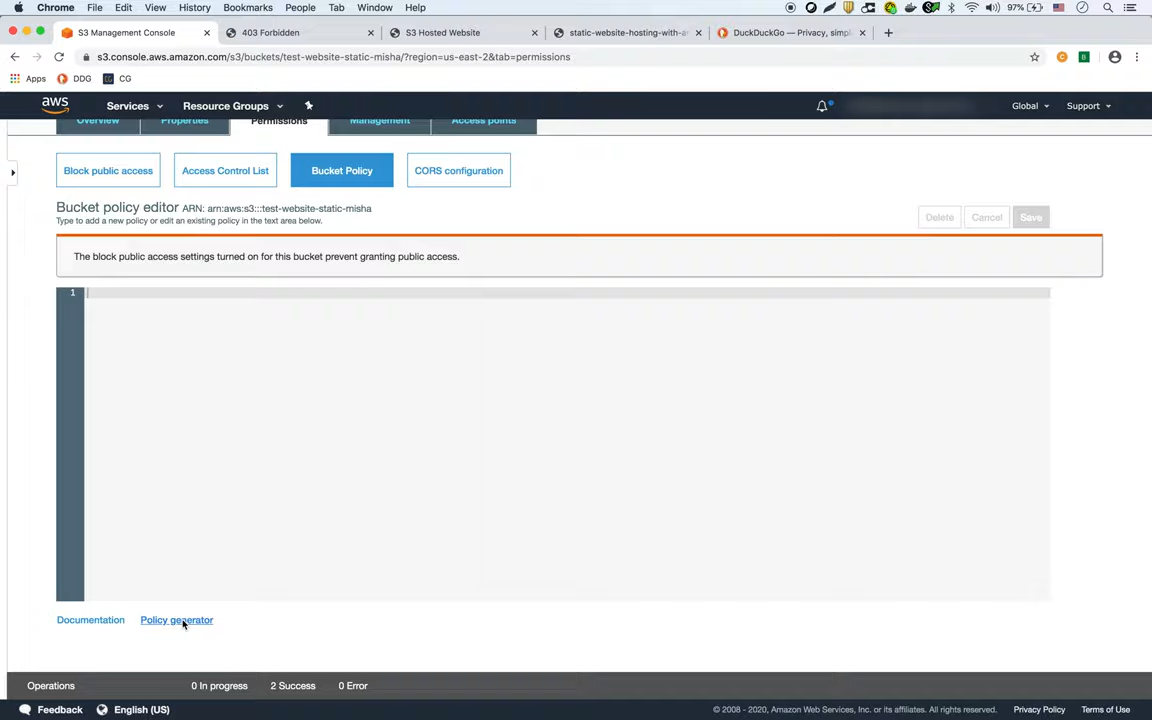 Chrome File Edit View History Bookmarks People Tab Window Help 97%
S3 Management Console 403 Forbidden S3 Hosted Website static-website-hosting-with-a DuckDuckGo — Privacy, simpl
s3.console.aws.amazon.com/s3/buckets/test-website-static-misha/?region=us-east-2&tab=permissions
Apps DDG CG
aws Services Resource Groups Global Support
Overview Properties Permissions Management Access points
Block public access Access Control List Bucket Policy CORS configuration
Bucket policy editor ARN: arn:aws:s3:::test-website-static-misha
Type to add a new policy or edit an existing policy in the text area below.
Delete Cancel Save
The block public access settings turned on for this bucket prevent granting public access.
1
Documentation Policy generator
Operations 0 In progress 2 Success 0 Error
Feedback English (US) © 2008 - 2020, Amazon Web Services, Inc. or its affiliates. All rights reserved. Privacy Policy Terms of Use